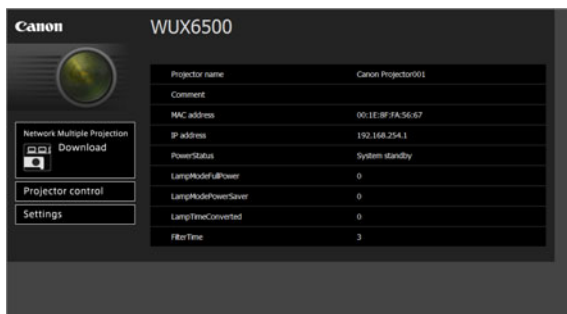 Canon
WUX6500
Projector name Canon Projector001
Comment
MAC address 00:1E:8F:FA:56:67
IP address 192.168.254.1
PowerStatus System standby
LampModeFullPower 0
LampModePowerSaver 0
LampTimeConverted 0
FilterTime 3
Network Multiple Projection
Download
Projector control
Settings